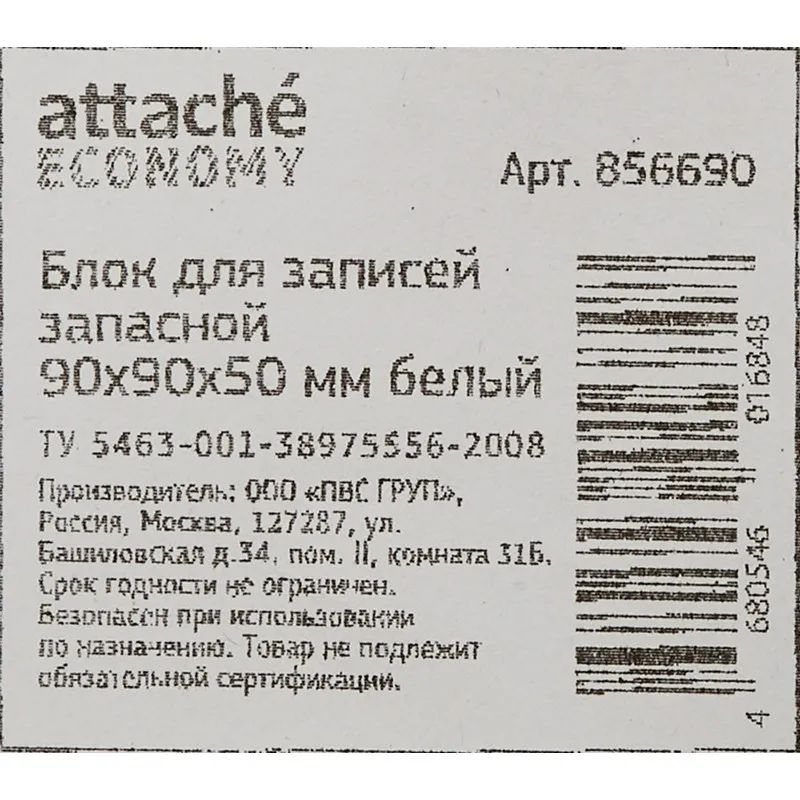 attaché
ECONOMY
Арт. 856690
Блок для записей
запасной
90х90х50 мм белый
ТУ 5463-001-38975556-2008
Производитель: ООО «ПВС ГРУП»,
Россия, Москва, 127287, ул.
Башиловская д.34, пом. II, комната 31Б.
Срок годности не ограничен.
Безопасен при использовании
по назначению. Товар не подлежит
обязательной сертификации.
4 680546 016848